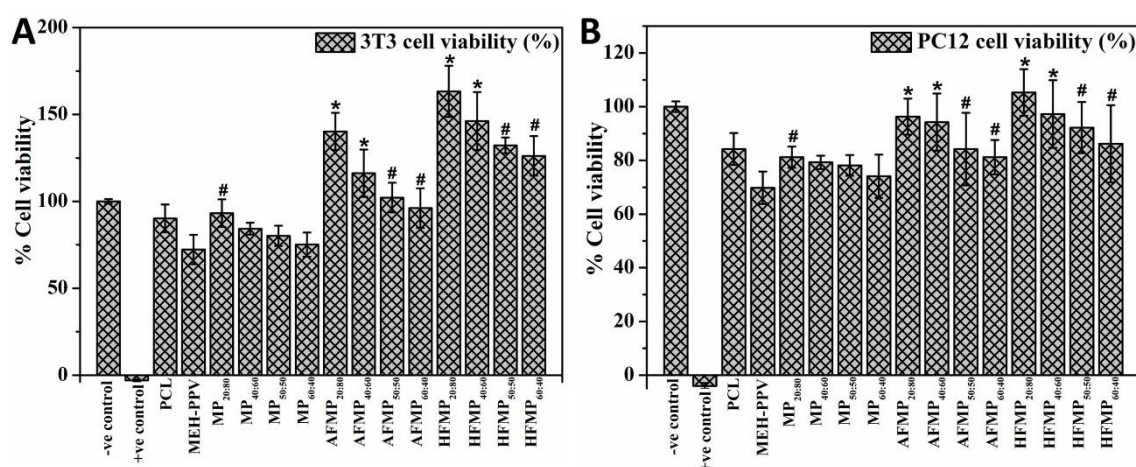 A
3T3 cell viability (%)
% Cell viability
200
150
100
50
0
*
*
*
*
#
#
#
#
#
-ve control
+ve control
PCL
MEH-PPV
MP 20:80
MP 40:60
MP 50:50
MP 60:40
AFMP 20:80
AFMP 40:60
AFMP 50:50
AFMP 60:40
HFMP 20:80
HFMP 40:60
HFMP 50:50
HFMP 60:40
B
PC12 cell viability (%)
% Cell viability
120
100
80
60
40
20
0
#
*
*
#
#
*
*
#
#
-ve control
+ve control
PCL
MEH-PPV
MP 20:80
MP 40:60
MP 50:50
MP 60:40
AFMP 20:80
AFMP 40:60
AFMP 50:50
AFMP 60:40
HFMP 20:80
HFMP 40:60
HFMP 50:50
HFMP 60:40